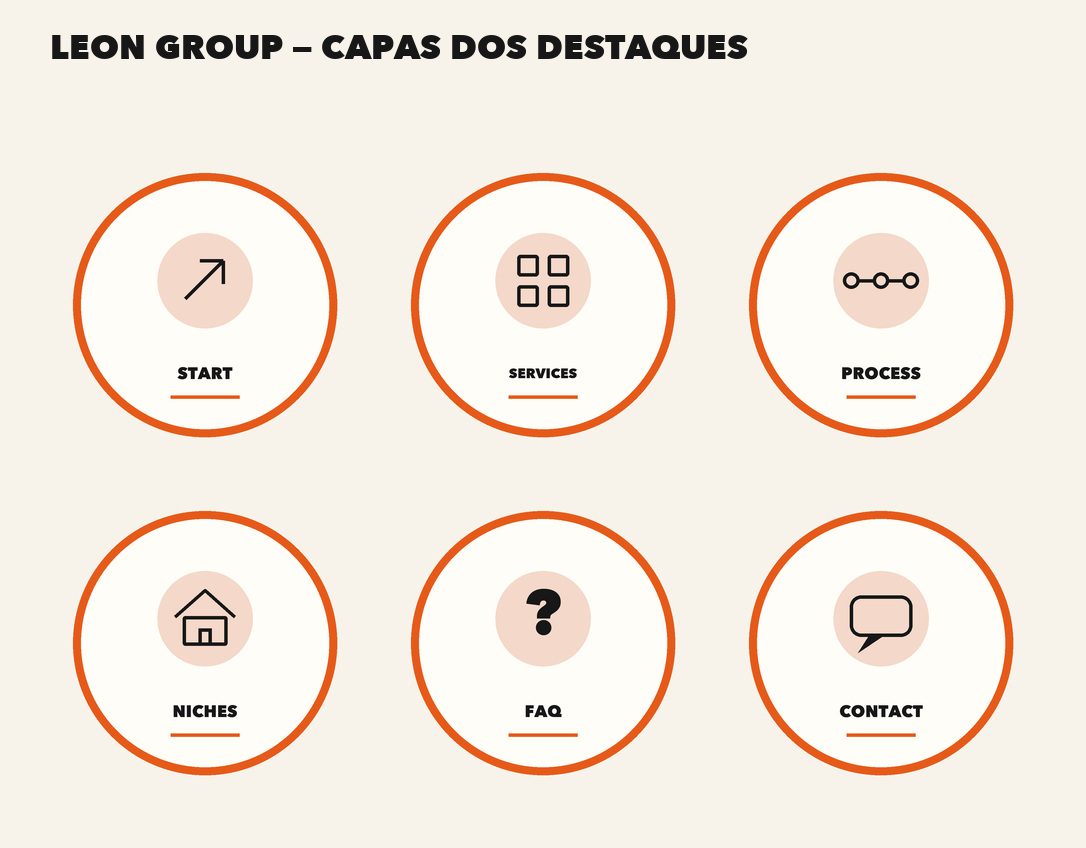 LEON GROUP – CAPAS DOS DESTAQUES
START
SERVICES
PROCESS
?
NICHES
FAQ
CONTACT